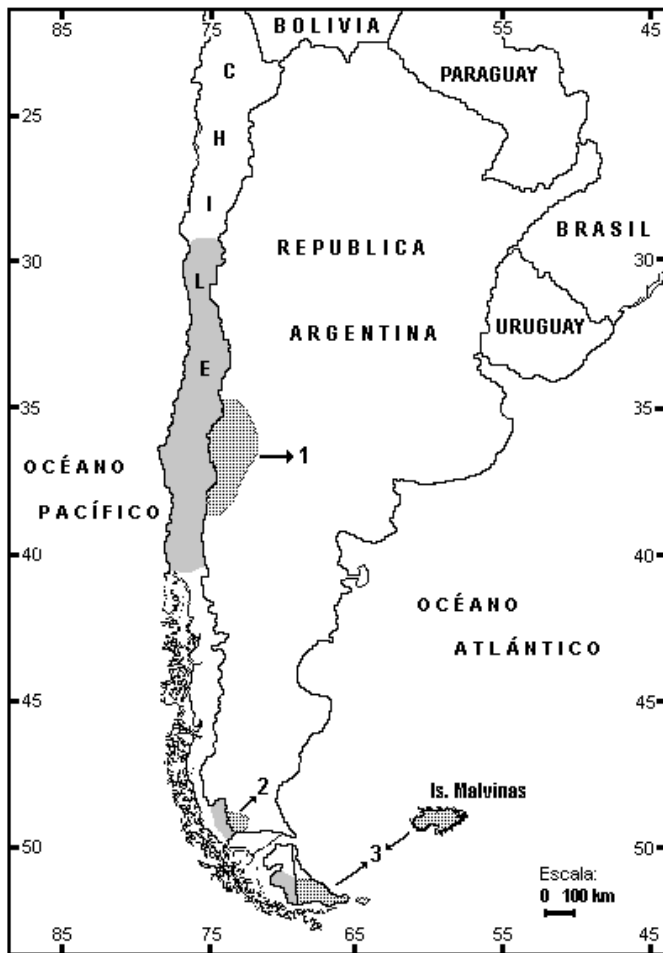 85 75 65 55 45
BOLIVIA
C
PARAGUAY
25
H
I
BRASIL
REPUBLICA
30 30
L
URUGUAY
ARGENTINA
E
35 35
1
OCÉANO
PACÍFICO
40 40
OCÉANO
ATLÁNTICO
45 45
2
Is. Malvinas
50 50
3
Escala:
0 100 km
85 75 65 55 45